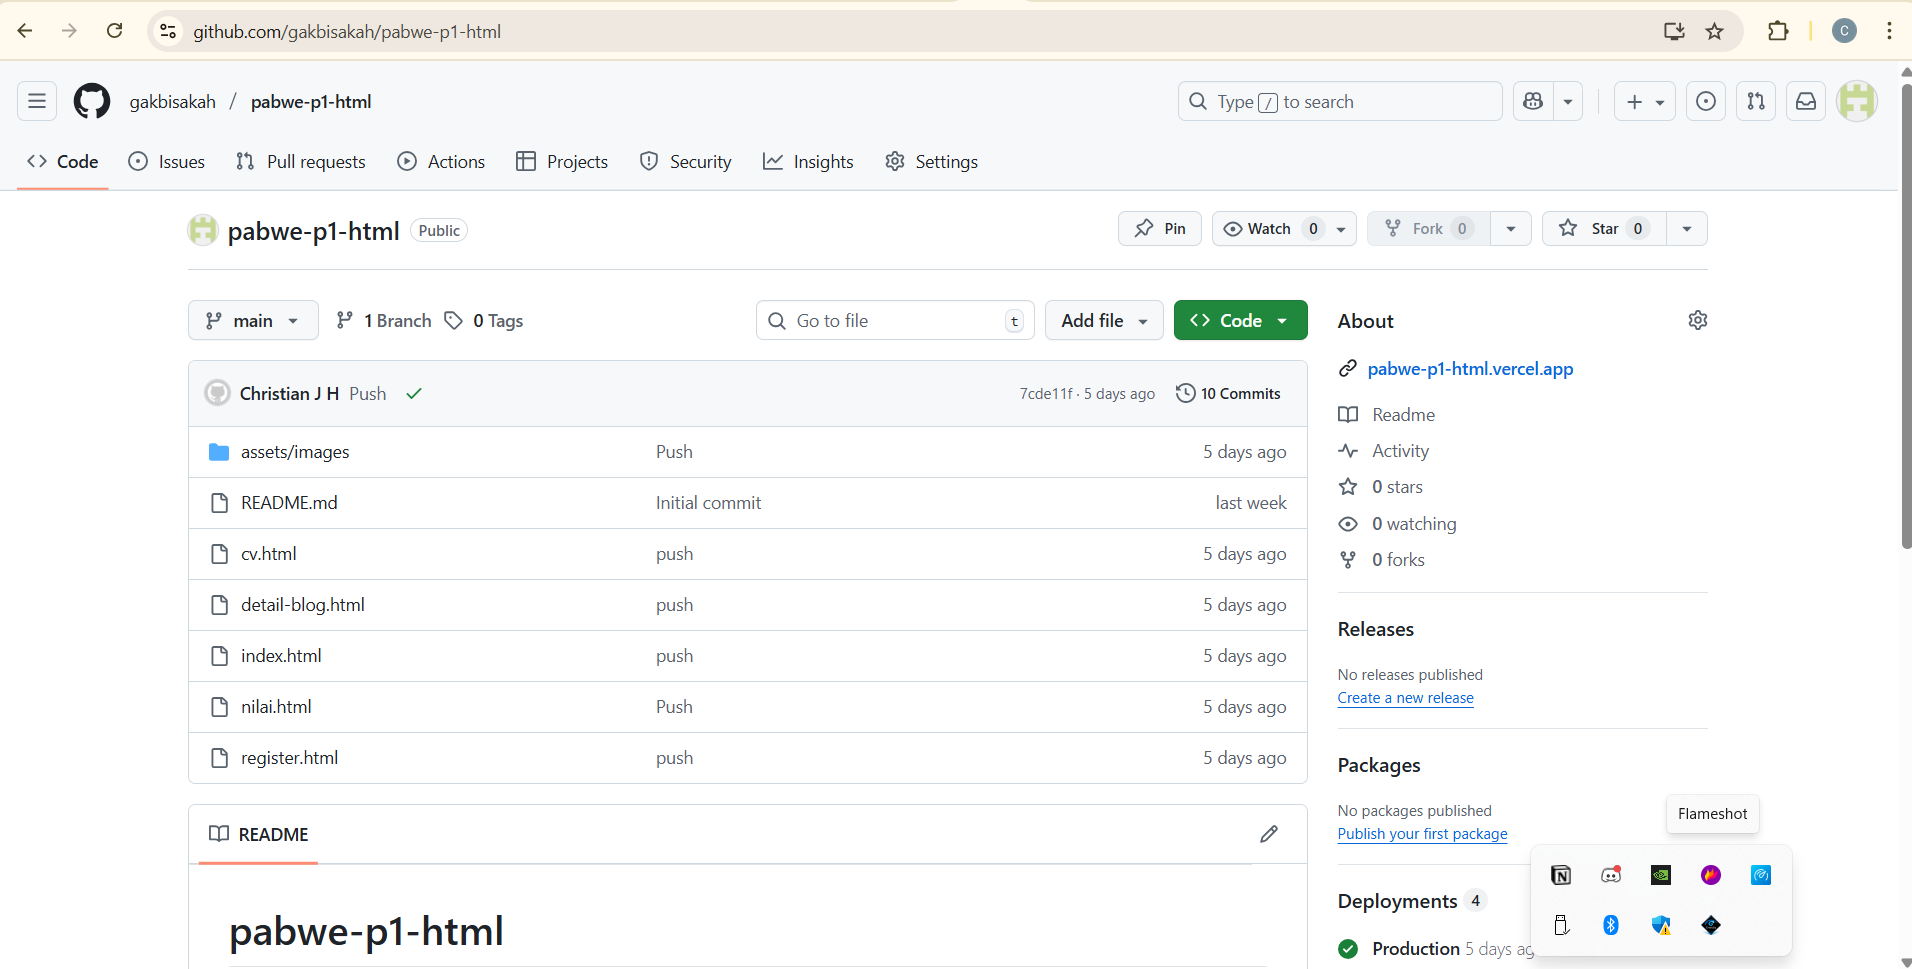 github.com/gakbisakah/pabwe-p1-html
C
gakbisakah / pabwe-p1-html
Type / to search
Code Issues Pull requests Actions Projects Security Insights Settings
pabwe-p1-html Public
Pin Watch 0 Fork 0 Star 0
main 1 Branch 0 Tags Go to file t Add file Code
Christian J H Push 7cde11f · 5 days ago 10 Commits
assets/images Push 5 days ago
README.md Initial commit last week
cv.html push 5 days ago
detail-blog.html push 5 days ago
index.html push 5 days ago
nilai.html Push 5 days ago
register.html push 5 days ago
README
pabwe-p1-html
About
pabwe-p1-html.vercel.app
Readme
Activity
0 stars
0 watching
0 forks
Releases
No releases published
Create a new release
Packages
No packages published
Publish your first package
Deployments 4
Production 5 days ag
Flameshot